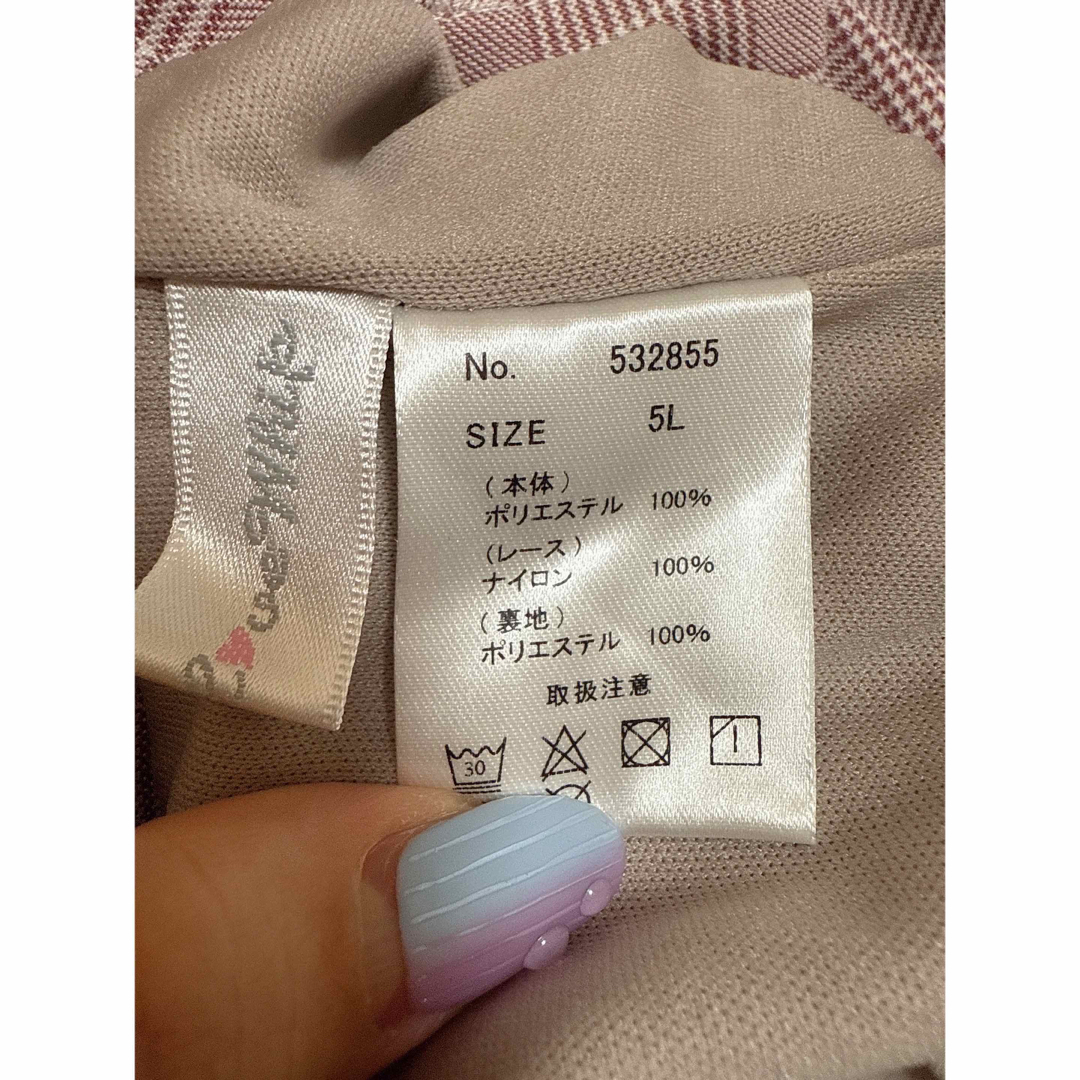 No. 532855
SIZE 5L
(本体)
ポリエステル 100%
(レース)
ナイロン 100%
(裏地)
ポリエステル 100%
取扱注意
30